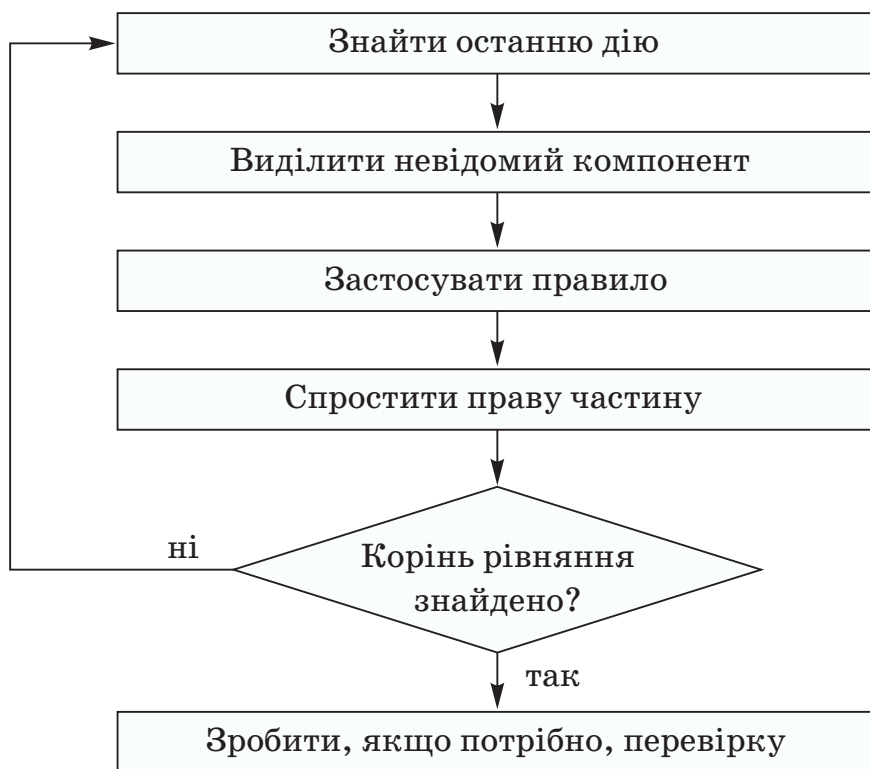 Знайти останню дію
Виділити невідомий компонент
Застосувати правило
Спростити праву частину
ні
Корінь рівняння
знайдено?
так
Зробити, якщо потрібно, перевірку